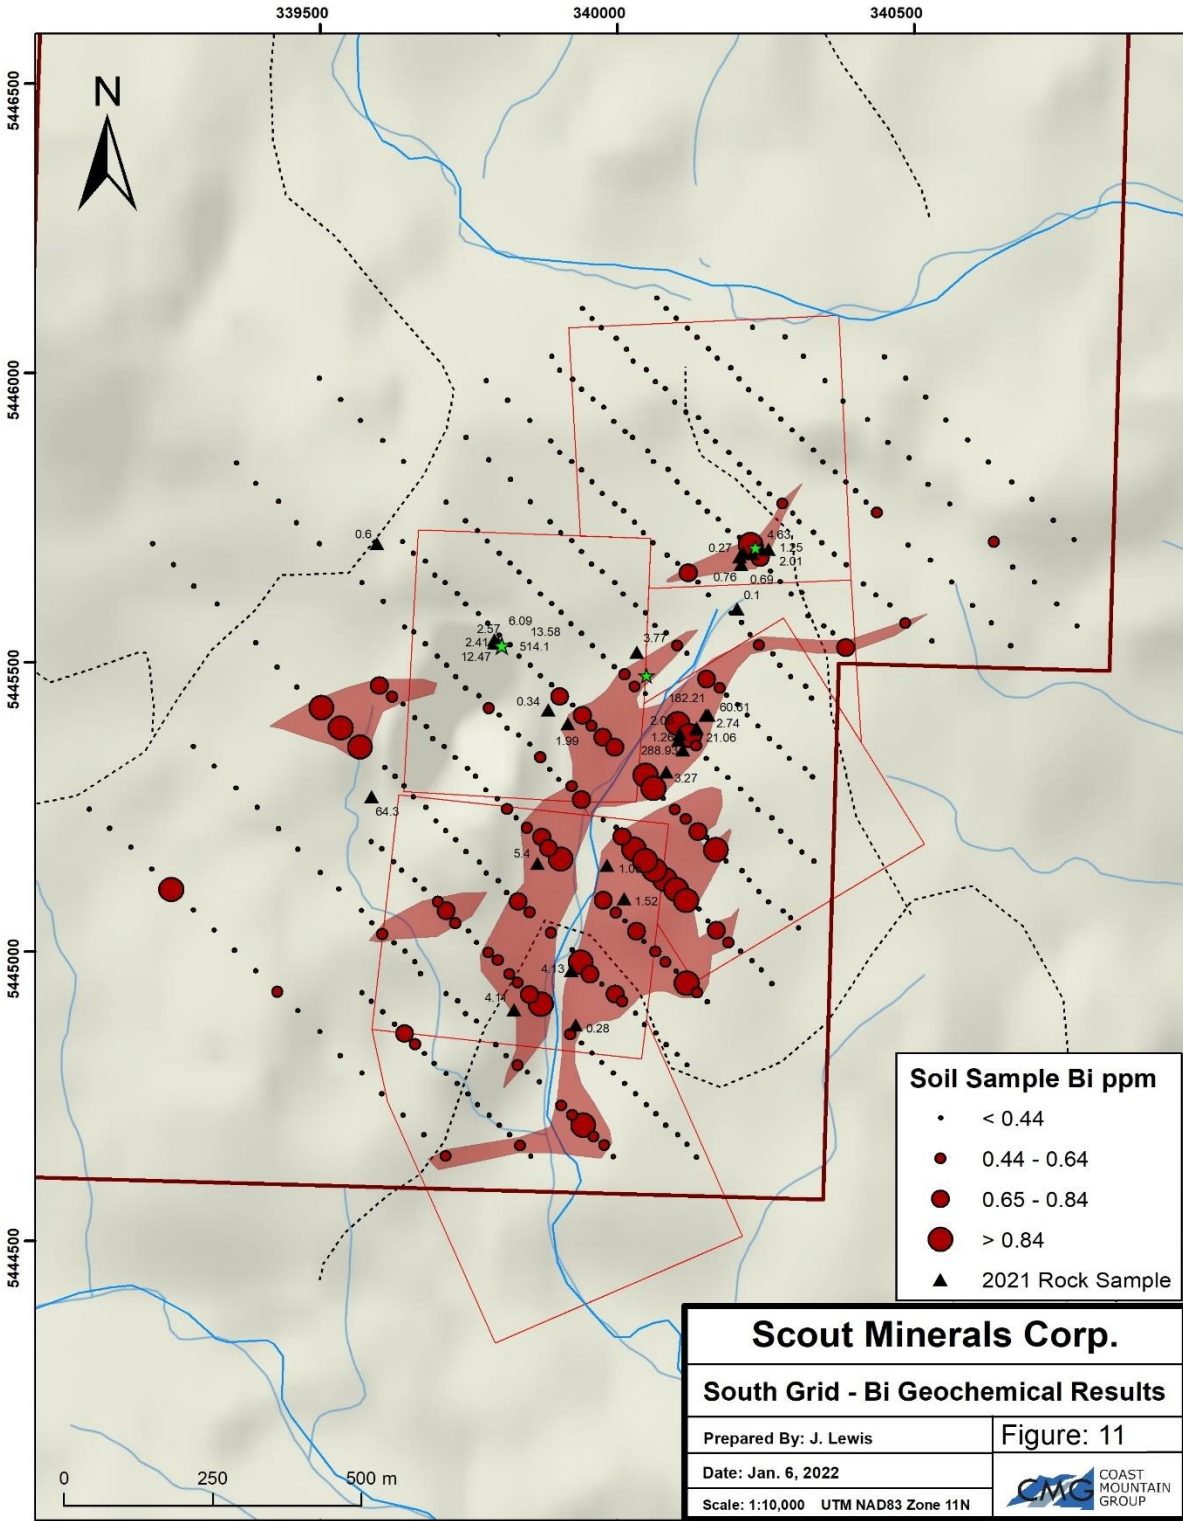 339500
340000
340500
5446500
5446000
5445500
5445000
5444500
N
0.6
4.63
0.27
1.25
2.01
0.76
0.69
0.1
6.09
2.57
13.58
2.41
514.1
12.47
3.77
0.34
1.99
182.21
60.61
2.74
1.26
21.06
288.93
3.27
64.3
5.4
1.52
4.13
4.11
0.28
Soil Sample Bi ppm
< 0.44
0.44 - 0.64
0.65 - 0.84
> 0.84
2021 Rock Sample
0
250
500 m
Scout Minerals Corp.
South Grid - Bi Geochemical Results
Prepared By: J. Lewis
Figure: 11
Date: Jan. 6, 2022
Scale: 1:10,000 UTM NAD83 Zone 11N
CMG
COAST
MOUNTAIN
GROUP